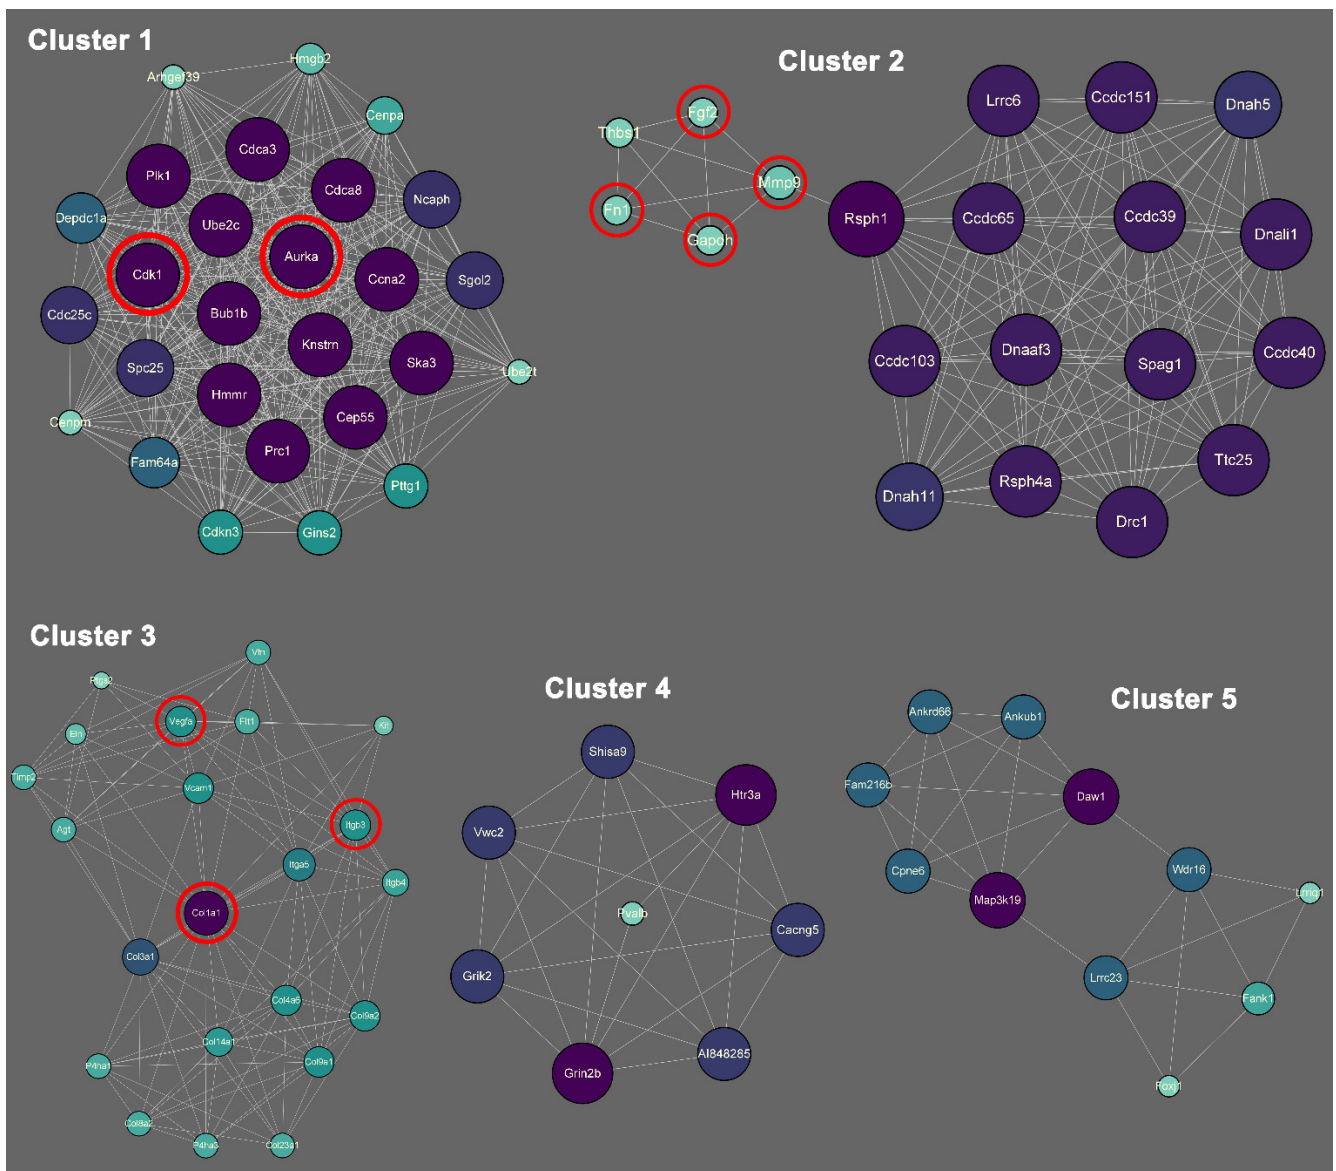 Cluster 1
Hmgb2
Arhgef39
Cenpa
Cdca3
Plk1
Cdca8
Ncaph
Depdc1a
Ube2c
Aurka
Cdk1
Ccna2
Sgol2
Cdc25c
Bub1b
Knstrn
Spc25
Ska3
Ube2t
Hmmr
Cenpm
Cep55
Prc1
Fam64a
Pttg1
Cdkn3
Gins2
Cluster 2
Fgf2
Thbs1
Mmp9
Fn1
Gapdh
Lrrc6
Ccdc151
Dnah5
Rsph1
Ccdc65
Ccdc39
Dnali1
Ccdc103
Dnaaf3
Spag1
Ccdc40
Ttc25
Rsph4a
Dnah11
Drc1
Cluster 3
Vtn
Ptgs2
Vegfa
Flt1
Kit
Eln
Timp2
Vcam1
Agt
Itgb3
Itga5
Itgb4
Col1a1
Col3a1
Col4a6
Col9a2
Col14a1
Col9a1
P4ha1
Col8a2
P4ha3
Col23a1
Cluster 4
Shisa9
Htr3a
Vwc2
Pvalb
Cacng5
Grik2
AI848285
Grin2b
Cluster 5
Ankrd66
Ankub1
Fam216b
Daw1
Cpne6
Wdr16
Map3k19
Lrriq1
Lrrc23
Fank1
Foxj1